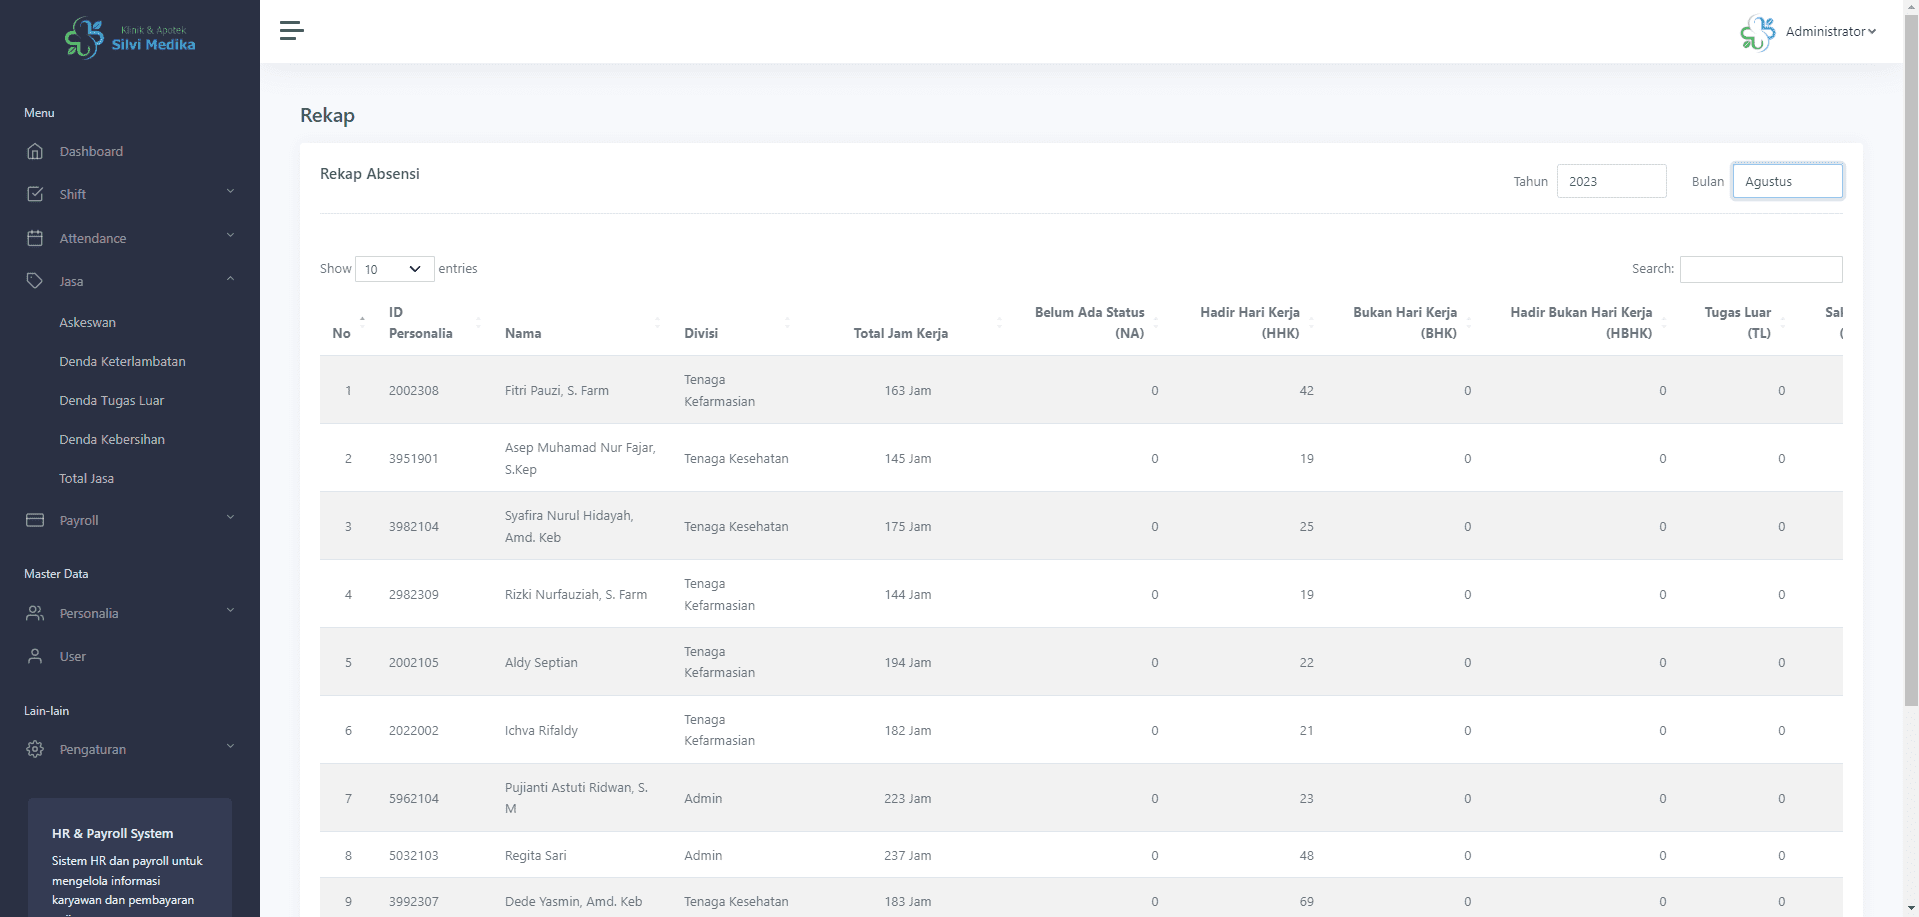 Klinik & Apotek
Silvi Medika
Administrator
Menu
Dashboard
Shift
Attendance
Jasa
Askeswan
Denda Keterlambatan
Denda Tugas Luar
Denda Kebersihan
Total Jasa
Payroll
Master Data
Personalia
User
Lain-lain
Pengaturan
HR & Payroll System
Sistem HR dan payroll untuk
mengelola informasi
karyawan dan pembayaran
Rekap
Rekap Absensi
Tahun 2023 Bulan Agustus
Show 10 entries
Search:
No ID Personalia Nama Divisi Total Jam Kerja Belum Ada Status (NA) Hadir Hari Kerja (HHK) Bukan Hari Kerja (BHK) Hadir Bukan Hari Kerja (HBHK) Tugas Luar (TL)
1 2002308 Fitri Pauzi, S. Farm Tenaga Kefarmasian 163 Jam 0 42 0 0 0
2 3951901 Asep Muhamad Nur Fajar, S.Kep Tenaga Kesehatan 145 Jam 0 19 0 0 0
3 3982104 Syafira Nurul Hidayah, Amd. Keb Tenaga Kesehatan 175 Jam 0 25 0 0 0
4 2982309 Rizki Nurfauziah, S. Farm Tenaga Kefarmasian 144 Jam 0 19 0 0 0
5 2002105 Aldy Septian Tenaga Kefarmasian 194 Jam 0 22 0 0 0
6 2022002 Ichva Rifaldy Tenaga Kefarmasian 182 Jam 0 21 0 0 0
7 5962104 Pujianti Astuti Ridwan, S. M Admin 223 Jam 0 23 0 0 0
8 5032103 Regita Sari Admin 237 Jam 0 48 0 0 0
9 3992307 Dede Yasmin, Amd. Keb Tenaga Kesehatan 183 Jam 0 69 0 0 0